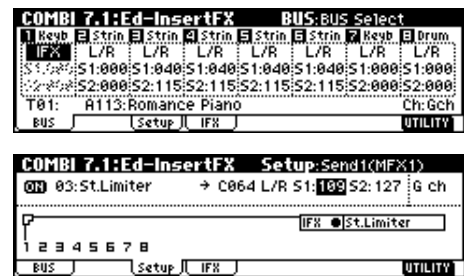 COMBI 7.1:Ed-InsertFX BUS:BUS Select
1 Keyb 2 Strin 3 Strin 4 Strin 5 Strin 6 Strin 7 Keyb 8 Drum
IFX L/R L/R L/R L/R L/R L/R L/R
S1:000 S1:040 S1:040 S1:040 S1:040 S1:000 S1:000
S2:000 S2:115 S2:115 S2:115 S2:115 S2:000 S2:000
T01: A113:Romance Piano Ch:Gch
BUS Setup IFX UTILITY
COMBI 7.1:Ed-InsertFX Setup:Send1(MFX1)
ON 03:St.Limiter → C064 L/R S1:109 S2:127 G ch
IFX ●St.Limiter
1 2 3 4 5 6 7 8
BUS Setup IFX UTILITY